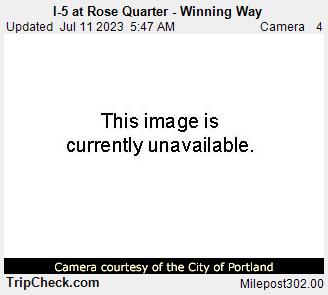 I-5 at Rose Quarter - Winning Way
Updated Jul 11 2023 5:47 AM Camera 4
This image is
currently unavailable.
Camera courtesy of the City of Portland
TripCheck.com Milepost302.00